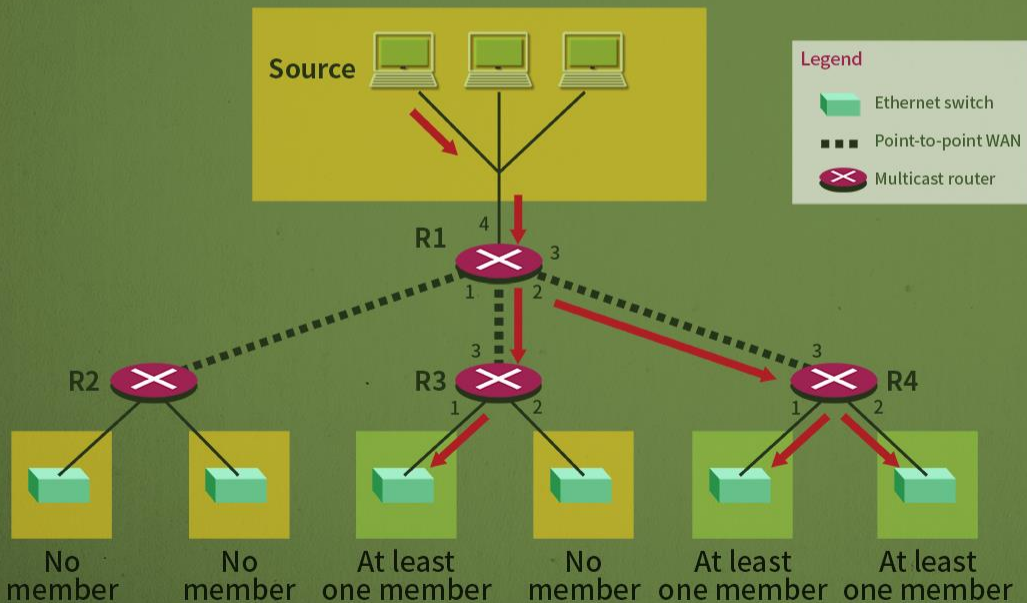 Source
Legend
Ethernet switch
Point-to-point WAN
Multicast router
4
R1
3
1
2
R2
3
R3
1
2
3
R4
1
2
No
member
No
member
At least
one member
No
member
At least
one member
At least
one member